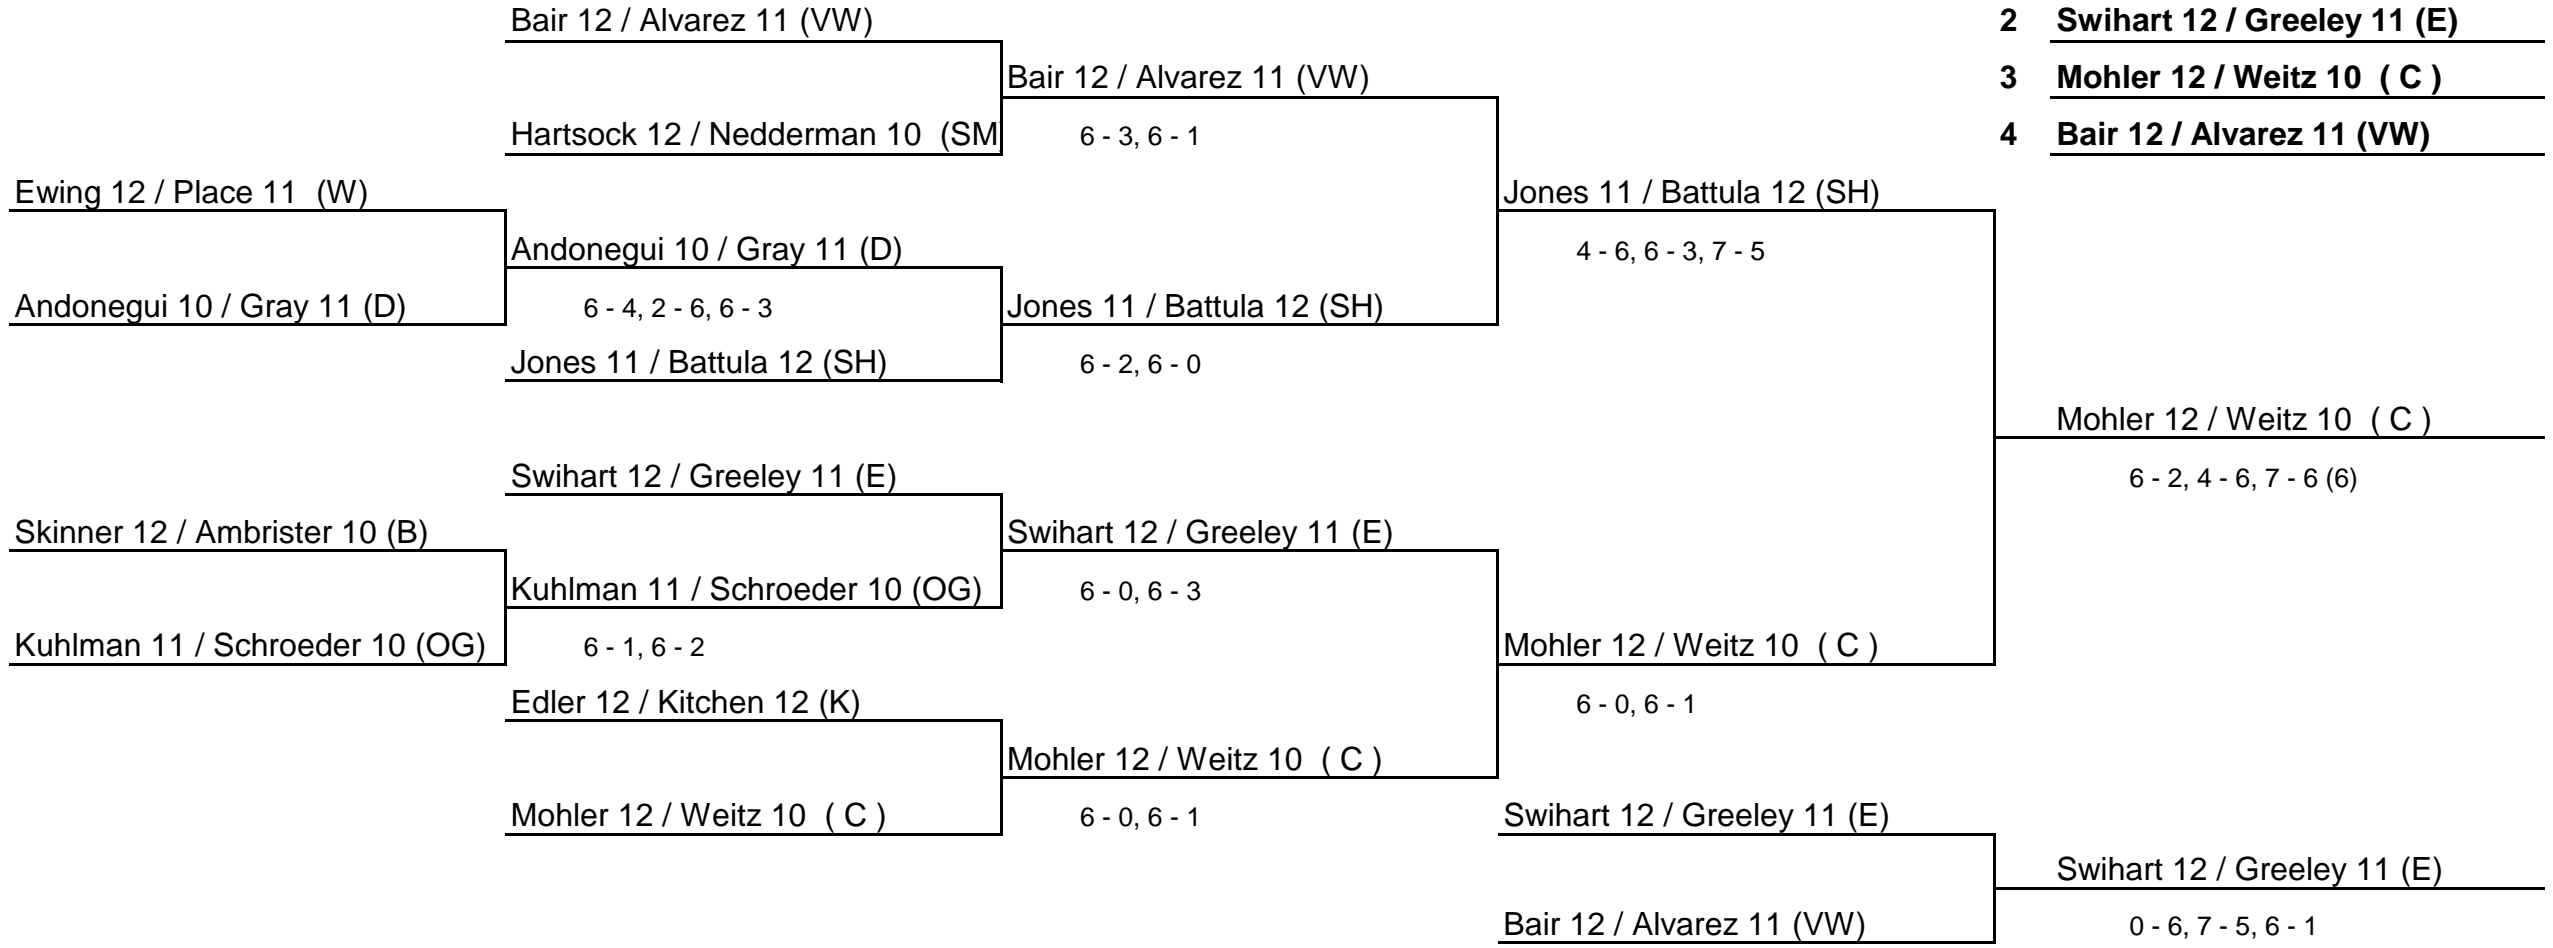 Bair 12 / Alvarez 11 (VW)
2 Swihart 12 / Greeley 11 (E)
Bair 12 / Alvarez 11 (VW)
3 Mohler 12 / Weitz 10 ( C )
Hartsock 12 / Nedderman 10 (SM)
6 - 3, 6 - 1
4 Bair 12 / Alvarez 11 (VW)
Ewing 12 / Place 11 (W)
Jones 11 / Battula 12 (SH)
Andonegui 10 / Gray 11 (D)
4 - 6, 6 - 3, 7 - 5
Andonegui 10 / Gray 11 (D)
6 - 4, 2 - 6, 6 - 3
Jones 11 / Battula 12 (SH)
Jones 11 / Battula 12 (SH)
6 - 2, 6 - 0
Mohler 12 / Weitz 10 ( C )
Swihart 12 / Greeley 11 (E)
6 - 2, 4 - 6, 7 - 6 (6)
Skinner 12 / Ambrister 10 (B)
Swihart 12 / Greeley 11 (E)
Kuhlman 11 / Schroeder 10 (OG)
6 - 0, 6 - 3
Kuhlman 11 / Schroeder 10 (OG)
6 - 1, 6 - 2
Mohler 12 / Weitz 10 ( C )
Edler 12 / Kitchen 12 (K)
6 - 0, 6 - 1
Mohler 12 / Weitz 10 ( C )
Mohler 12 / Weitz 10 ( C )
6 - 0, 6 - 1
Swihart 12 / Greeley 11 (E)
Swihart 12 / Greeley 11 (E)
Bair 12 / Alvarez 11 (VW)
0 - 6, 7 - 5, 6 - 1